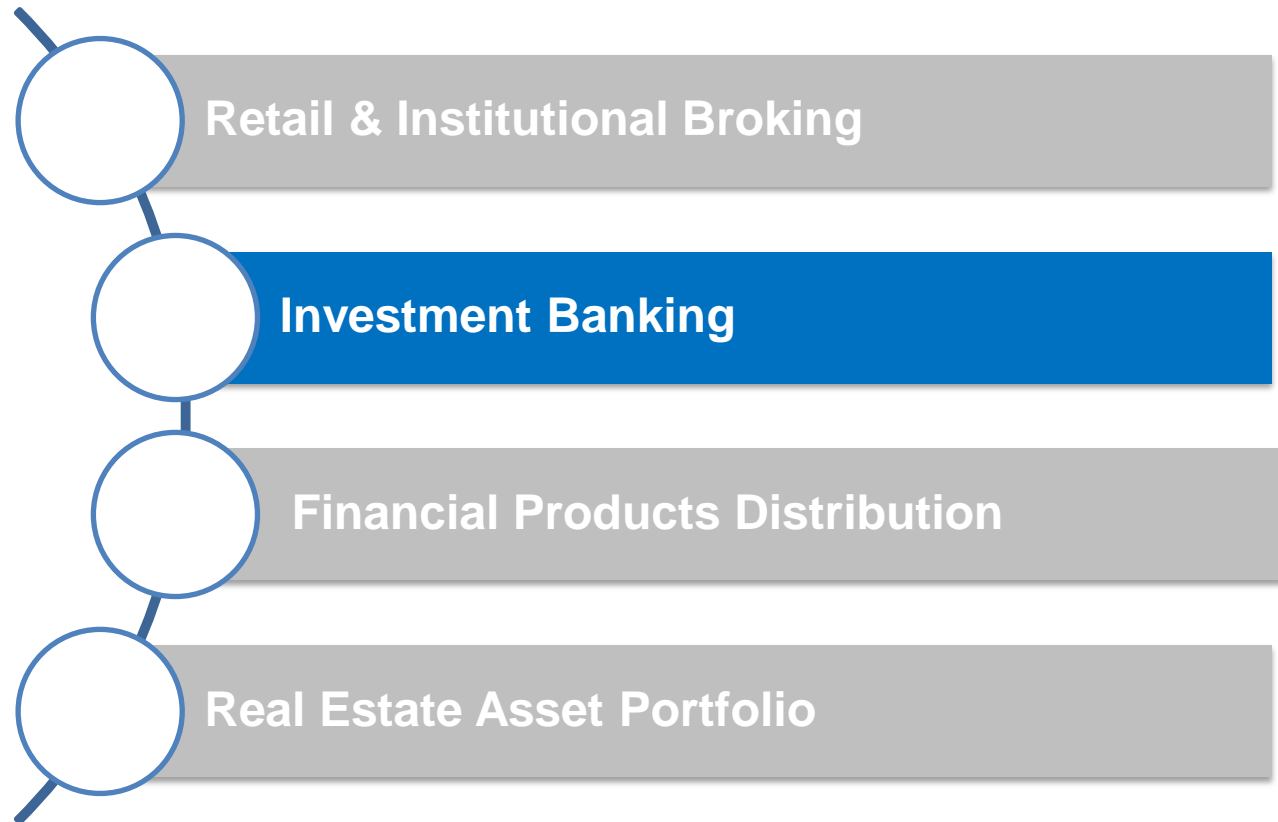 Retail & Institutional Broking
Investment Banking
Financial Products Distribution
Real Estate Asset Portfolio